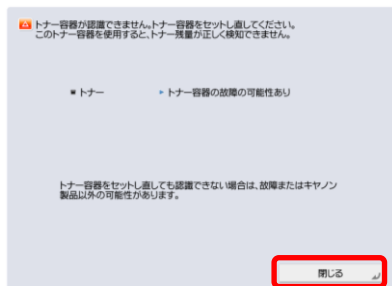 トナー容器が認識できません。トナー容器をセットし直してください。
このトナー容器を使用すると、トナー残量が正しく検知できません。
トナー
トナー容器の故障の可能性あり
トナー容器をセットし直しても認識できない場合は、故障またはキヤノン
製品以外の可能性があります。
閉じる